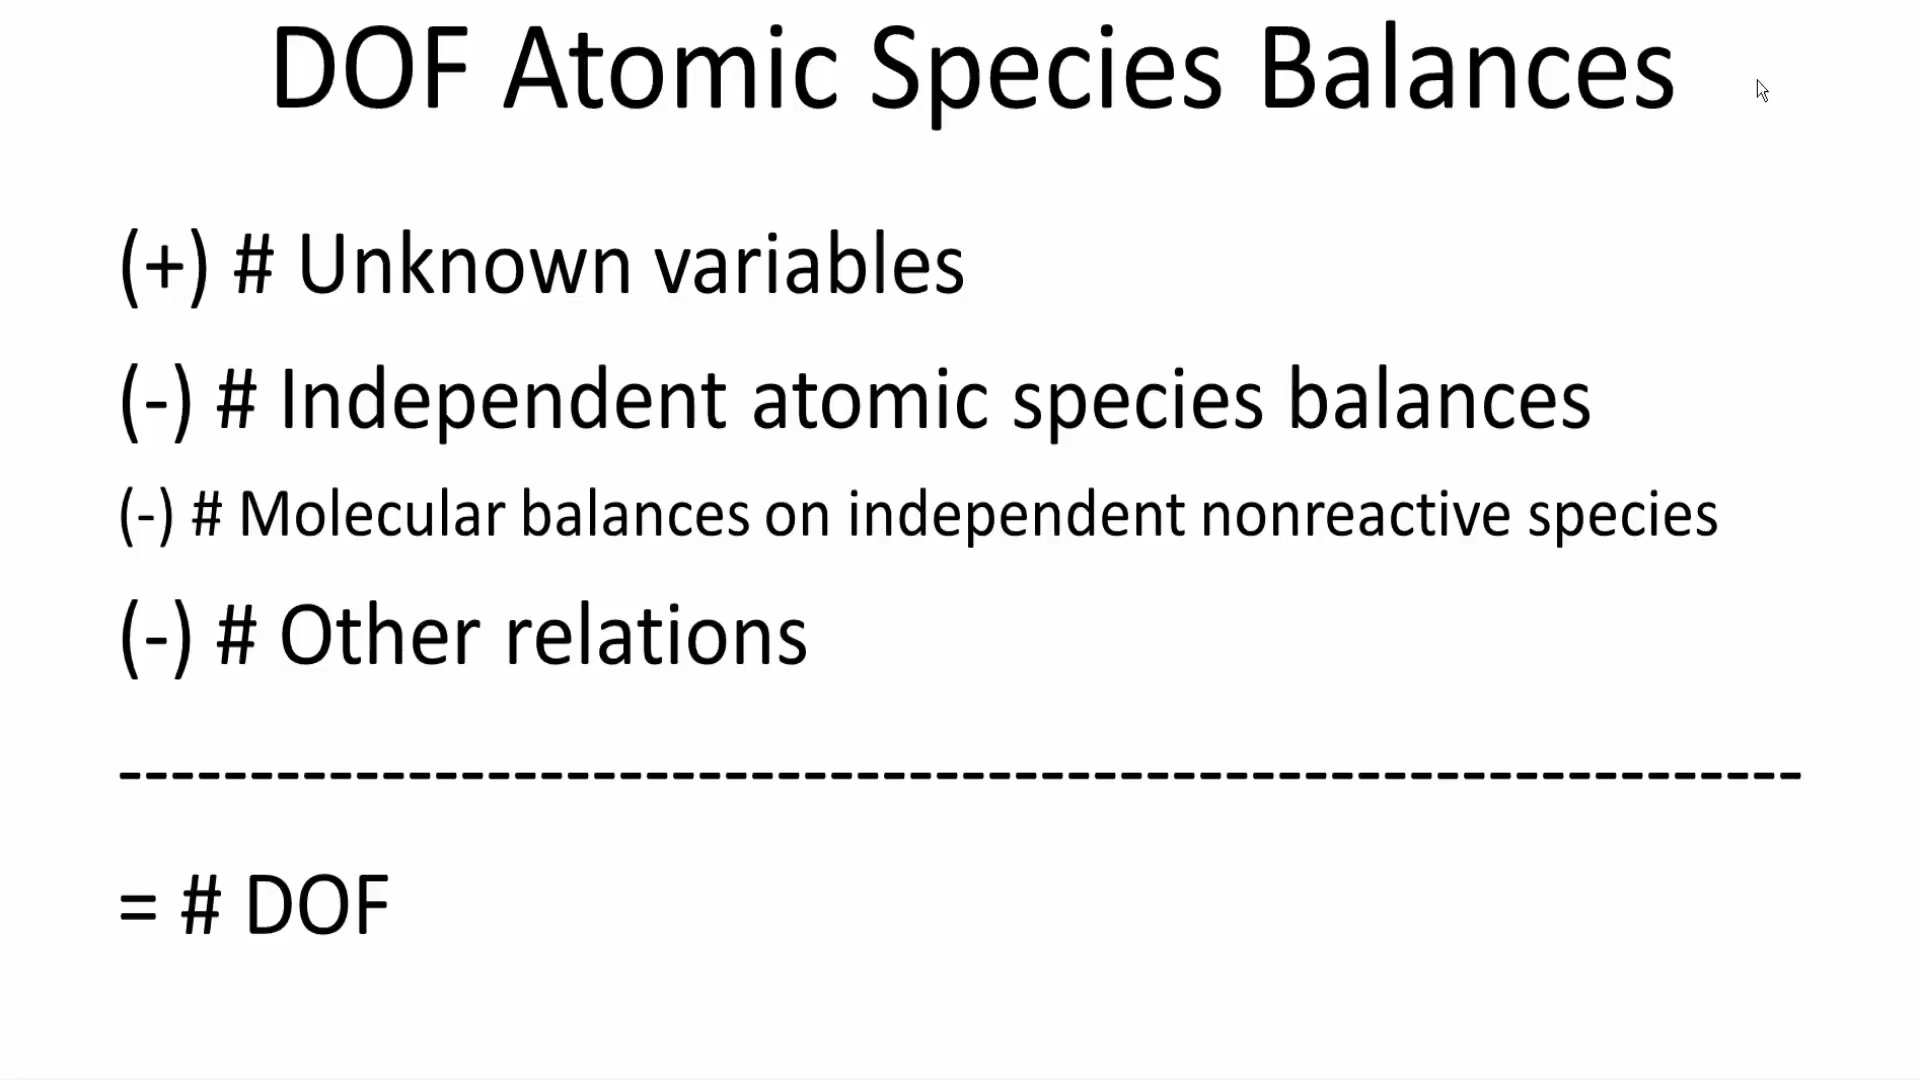 DOF Atomic Species Balances
(+) # Unknown variables
(-) # Independent atomic species balances
(-) # Molecular balances on independent nonreactive species
(-) # Other relations
----------------------------------------------------------------
= # DOF